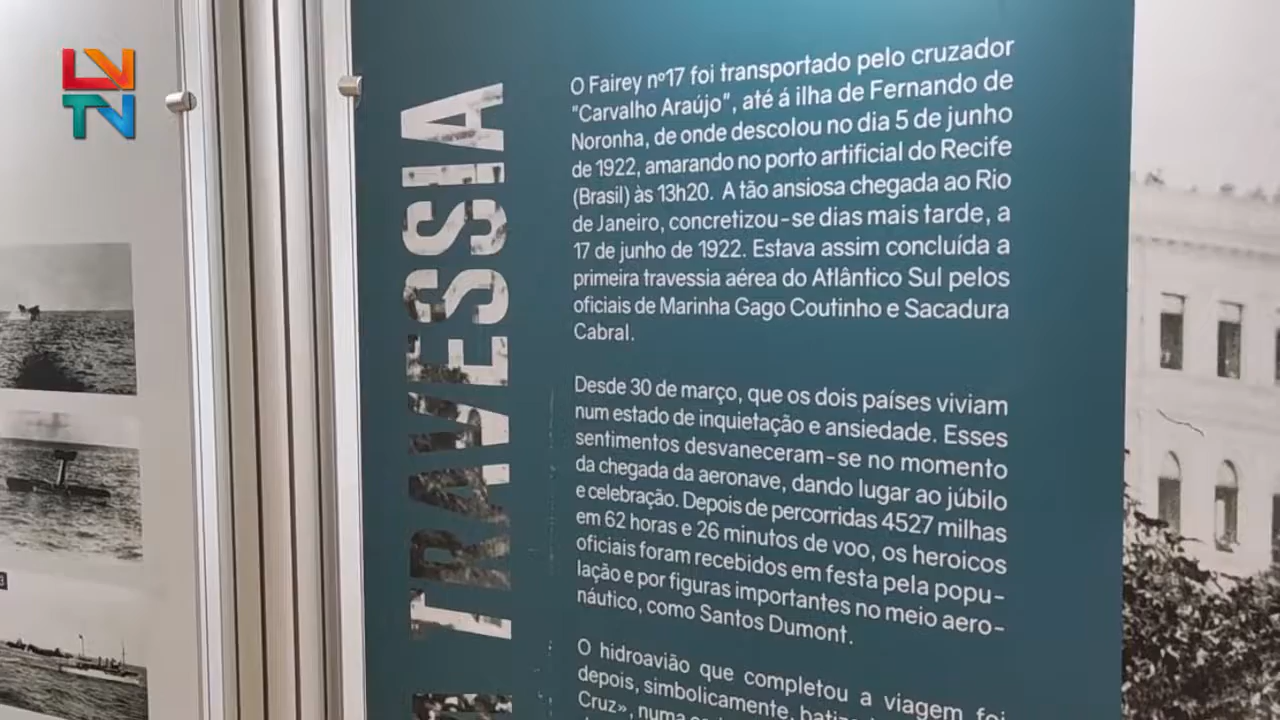 LVTN
TRAVESSIA
O Fairey nº17 foi transportado pelo cruzador
"Carvalho Araújo", até á ilha de Fernando de
Noronha, de onde descolou no dia 5 de junho
de 1922, amarando no porto artificial do Recife
(Brasil) às 13h20. A tão ansiosa chegada ao Rio
de Janeiro, concretizou-se dias mais tarde, a
17 de junho de 1922. Estava assim concluída a
primeira travessia aérea do Atlântico Sul pelos
oficiais de Marinha Gago Coutinho e Sacadura
Cabral.
Desde 30 de março, que os dois países viviam
num estado de inquietação e ansiedade. Esses
sentimentos desvaneceram-se no momento
da chegada da aeronave, dando lugar ao júbilo
e celebração. Depois de percorridas 4527 milhas
em 62 horas e 26 minutos de voo, os heroicos
oficiais foram recebidos em festa pela popu-
lação e por figuras importantes no meio aero-
náutico, como Santos Dumont.
O hidroavião que completou a viagem foi
depois, simbolicamente,
Cruz», numa